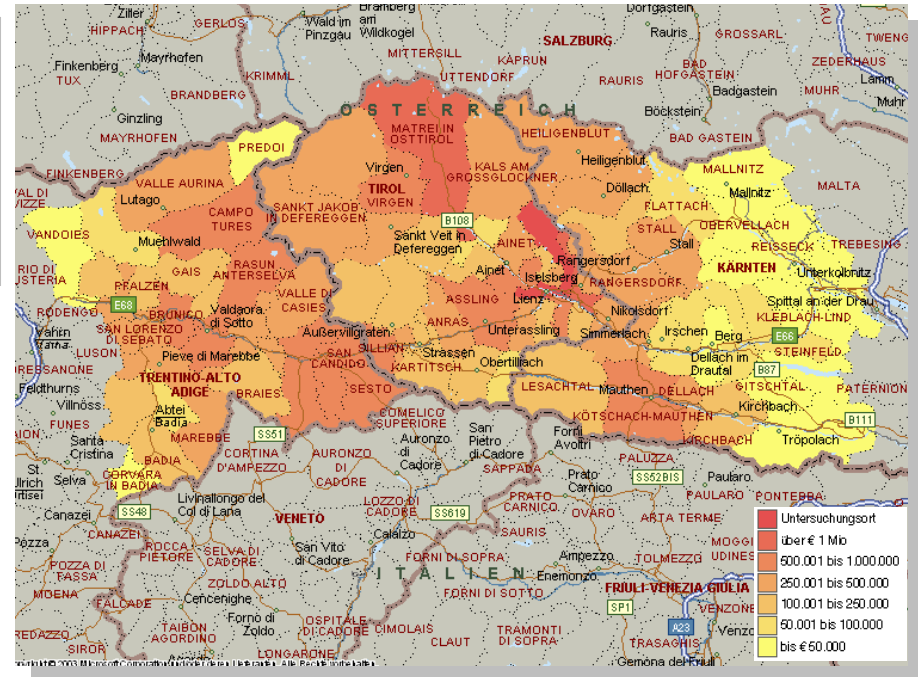 Ziller
HIPPACH
GERLOS
Bramberg
am
Wildkogel
Wald im
Pinzgau
Dorfgastein
Rauris
GROSSARL
TWENG
SALZBURG
Finkenberg
Mayrhofen
TUX
MITTERSILL
KAPRUN
BAD
HOFGASTEIN
ZEDERHAUS
KRIMML
UTTENDORF
RAURIS
Badgastein
MUHR
Lamm
Muhr
BRANDBERG
Böckstein
Ginzling
ÖSTERREICH
MAYRHOFEN
MATREI IN
OSTTIROL
HEILIGENBLUT
BAD GASTEIN
PREDOI
FINKENBERG
Virgen
KALS AM
GROSSGLOCKNER
Heiligenblut
MALLNITZ
VALLE AURINA
TIROL
Döllach
Mallnitz
MALTA
Lutago
VIRGEN
SANKT JAKOB
IN DEFEREGGEN
FLATTACH
CAMPO
TURES
B108
OBERVELLACH
STALL
VANDOIES
Muehlwald
Sankt Veit in
Defereggen
AINET
Stall
REISSECK
TREBESING
GAIS
RASUN
ANTERSELVA
Ainet
Rangersdorf
KÄRNTEN
Unterkolbnitz
PFALZEN
Iselsberg
RANGERSDORF
VALLE DI
CASIES
ASSLING
Lienz
Spittal an der Drau
E68
RODENGO
BRUNICO
Valdaora
di Sotto
Nikolsdorf
KLEBLACH-LIND
SAN LORENZO
DI SEBATO
Außervillgraten
ANRAS
Unterassling
Simmerlach
Irschen
Berg
E66
LUSON
Pieve di Marebbe
SILLIAN
Strassen
Dellach im
Drautal
STEINFELD
SAN
CANDIDO
KARTITSCH
Obertilliach
B87
TRENTINO-ALTO
ADIGE
BRAIES
SESTO
LESACHTAL
Mauthen
DELLACH
GITSCHTAL
PATERNION
Villnöss
Abtei
Badia
COMELICO
SUPERIORE
KÖTSCHACH-MAUTHEN
Kirchbach
B111
FUNES
MAREBBE
SS51
San
Pietro
di Cadore
Forni
Avoltri
KIRCHBACH
Tröpolach
Santa
Cristina
BADIA
CORTINA
D'AMPEZZO
AURONZO
DI
CADORE
Auronzo
di
Cadore
PALUZZA
St
Ulrich
Selva
CORVARA
IN BADIA
SAPPADA
Prato
Carnico
SS52BIS
Paularo
Livinallongo del
Col di Lana
LOZZO DI
CADORE
PRATO
CARNICO
PAULARO
PONTEBBA
Canazei
SS48
VENETO
SS619
OVARO
ARTA TERME
CANAZEI
Calalzo
SAURIS
ROCCA
PIETORE
SELVA DI
CADORE
San Vito
di Cadore
FORNI DI SOPRA
Ampezzo
TOLMEZZO
POZZA DI
FASSA
ZOLDO ALTO
ITALIEN
Enemonzo
MOENA
Cencenighe
FORNI DI SOTTO
FRIULI-VENEZIA GIULIA
FALCADE
Forno di
Zoldo
OSPITALE
DI CADORE
CIMOLAIS
SP1
TAIBON
AGORDINO
CLAUT
TRAMONTI
DI SOPRA
A23
TRASAGHIS
SIROR
LONGARONE
Gemona del Friuli
Untersuchungsort
über € 1 Mio
500.001 bis 1.000.000
250.001 bis 500.000
100.001 bis 250.000
50.001 bis 100.000
bis € 50.000